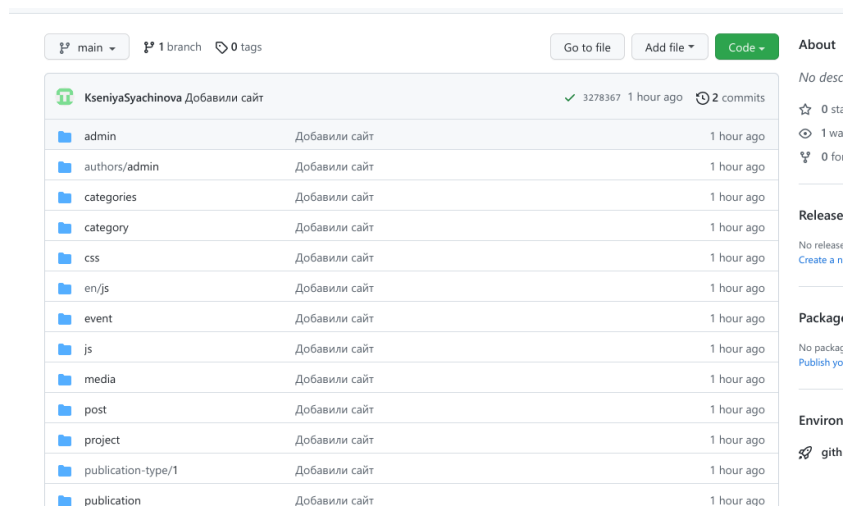 main 1 branch 0 tags Go to file Add file Code
KseniyaSyachinova Добавили сайт 3278367 1 hour ago 2 commits
admin Добавили сайт 1 hour ago
authors/admin Добавили сайт 1 hour ago
categories Добавили сайт 1 hour ago
category Добавили сайт 1 hour ago
css Добавили сайт 1 hour ago
en/js Добавили сайт 1 hour ago
event Добавили сайт 1 hour ago
js Добавили сайт 1 hour ago
media Добавили сайт 1 hour ago
post Добавили сайт 1 hour ago
project Добавили сайт 1 hour ago
publication-type/1 Добавили сайт 1 hour ago
publication Добавили сайт 1 hour ago
About
No desc
0 sta
1 wa
0 for
Release
No release
Create a n
Package
No packag
Publish yo
Environ
gith